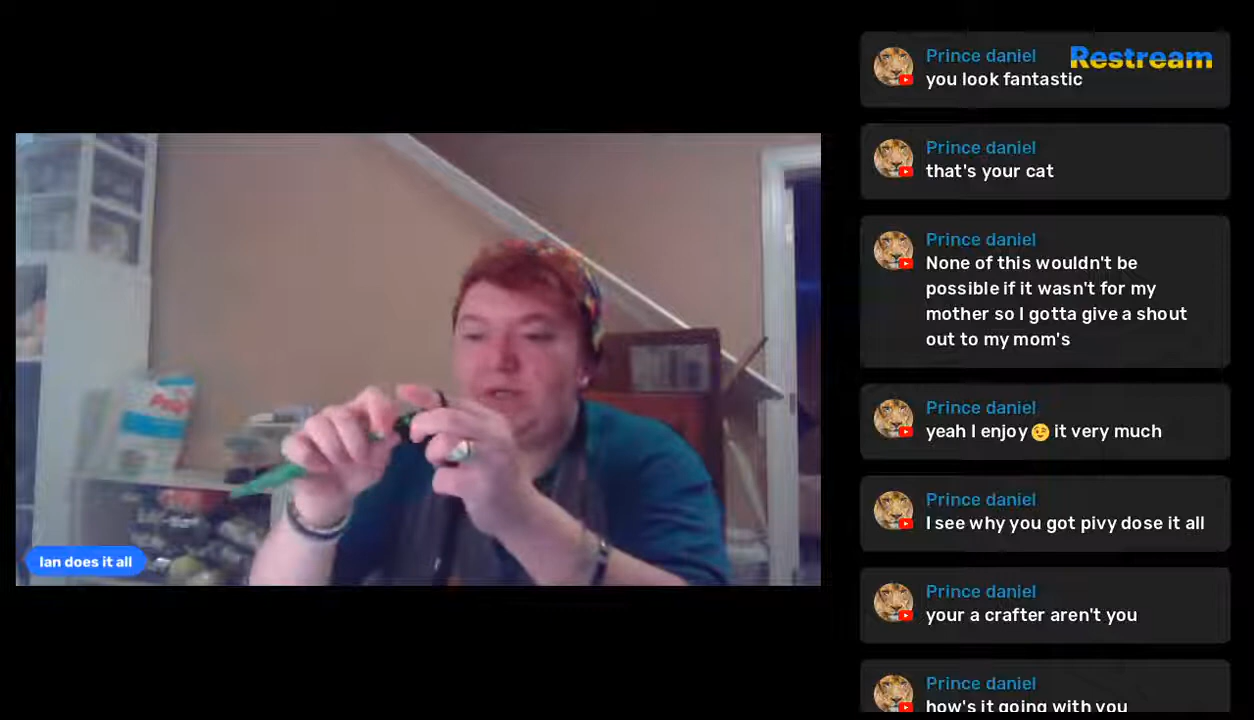 Restream
Prince daniel
you look fantastic
Prince daniel
that's your cat
Prince daniel
None of this wouldn't be
possible if it wasn't for my
mother so I gotta give a shout
out to my mom's
Prince daniel
yeah I enjoy 😉 it very much
Prince daniel
I see why you got pivy dose it all
Prince daniel
your a crafter aren't you
Prince daniel
how's it going with you
Ian does it all